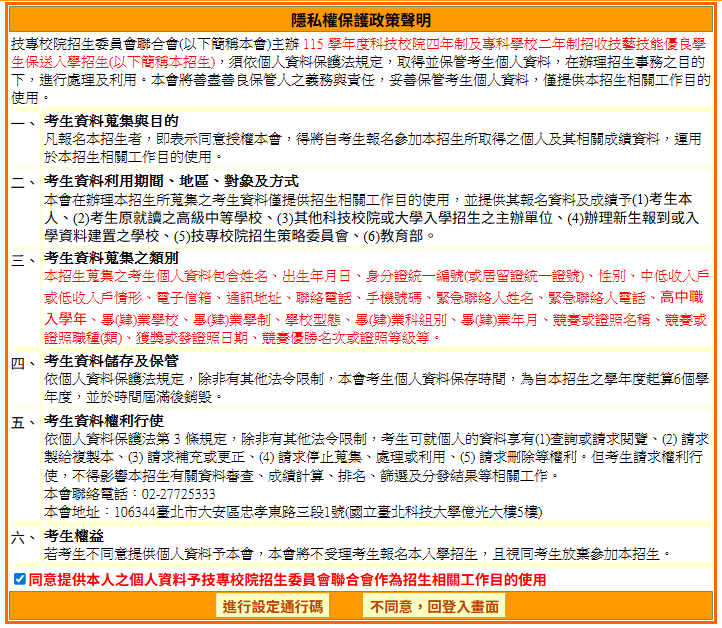 隱私權保護政策聲明
技專校院招生委員會聯合會(以下簡稱本會)主辦 115 學年度科技校院四年制及專科學校二年制招收技藝技能優良學
生保送入學招生(以下簡稱本招生)，須依個人資料保護法規定，取得並保管考生個人資料，在辦理招生事務之目的
下，進行處理及利用。本會將善盡善良保管人之義務與責任，妥善保管考生個人資料，僅提供本招生相關工作目的
使用。
一、 考生資料蒐集與目的
凡報名本招生者，即表示同意授權本會，得將自考生報名參加本招生所取得之個人及其相關成績資料，運用
於本招生相關工作目的使用。
二、 考生資料利用期間、地區、對象及方式
本會在辦理本招生所蒐集之考生資料僅提供招生相關工作目的使用，並提供其報名資料及成績予(1)考生本
人、(2)考生原就讀之高級中等學校、(3)其他科技校院或大學入學招生之主辦單位、(4)辦理新生報到或入
學資料建置之學校、(5)技專校院招生策略委員會、(6)教育部。
三、 考生資料蒐集之類別
本招生蒐集之考生個人資料包含姓名、出生年月日、身分證統一編號(或居留證統一證號)、性別、中低收入戶
或低收入戶情形、電子信箱、通訊地址、聯絡電話、手機號碼、緊急聯絡人姓名、緊急聯絡人電話、高中職
入學年、畢(肄)業學校、畢(肄)業學制、學校型態、畢(肄)業科組別、畢(肄)業年月、競賽或證照名稱、競賽或
證照職種(類)、獲獎或發證照日期、競賽優勝名次或證照等級等。
四、 考生資料儲存及保管
依個人資料保護法規定，除非有其他法令限制，本會考生個人資料保存時間，為自本招生之學年度起算6個學
年度，並於時間屆滿後銷毀。
五、 考生資料權利行使
依個人資料保護法第 3 條規定，除非有其他法令限制，考生可就個人的資料享有(1)查詢或請求閱覽、(2) 請求
製給複製本、(3) 請求補充或更正、(4) 請求停止蒐集、處理或利用、(5) 請求刪除等權利。但考生請求權利行
使，不得影響本招生有關資料審查、成績計算、排名、篩選及分發結果等相關工作。
本會聯絡電話：02-27725333
本會地址：106344臺北市大安區忠孝東路三段1號(國立臺北科技大學億光大樓5樓)
六、 考生權益
若考生不同意提供個人資料予本會，本會將不受理考生報名本入學招生，且視同考生放棄參加本招生。
同意提供本人之個人資料予技專校院招生委員會聯合會作為招生相關工作目的使用
進行設定通行碼 不同意，回登入畫面